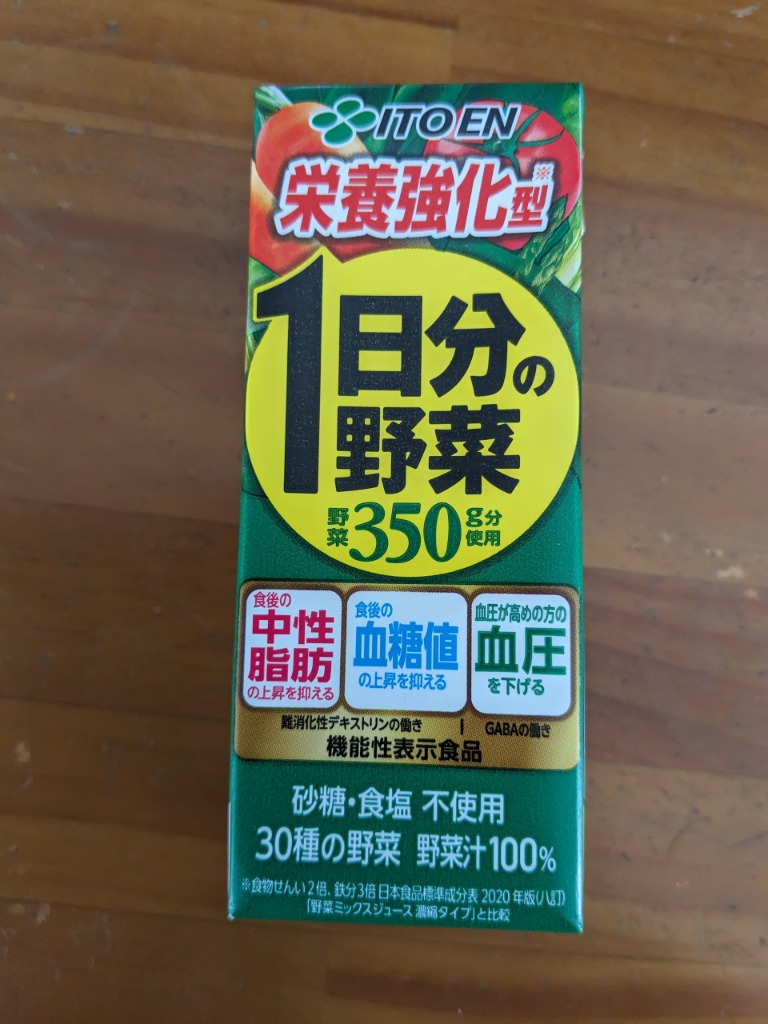 ITO EN
栄養強化型※
1日分の
野菜
野菜350g分使用
食後の
中性
脂肪
の上昇を抑える
食後の
血糖値
の上昇を抑える
血圧が高めの方の
血圧
を下げる
難消化性デキストリンの働き
GABAの働き
機能性表示食品
砂糖・食塩 不使用
30種の野菜 野菜汁100%
※食物せんい2倍、鉄分3倍 日本食品標準成分表 2020 年版(八訂)
「野菜ミックスジュース 濃縮タイプ」と比較